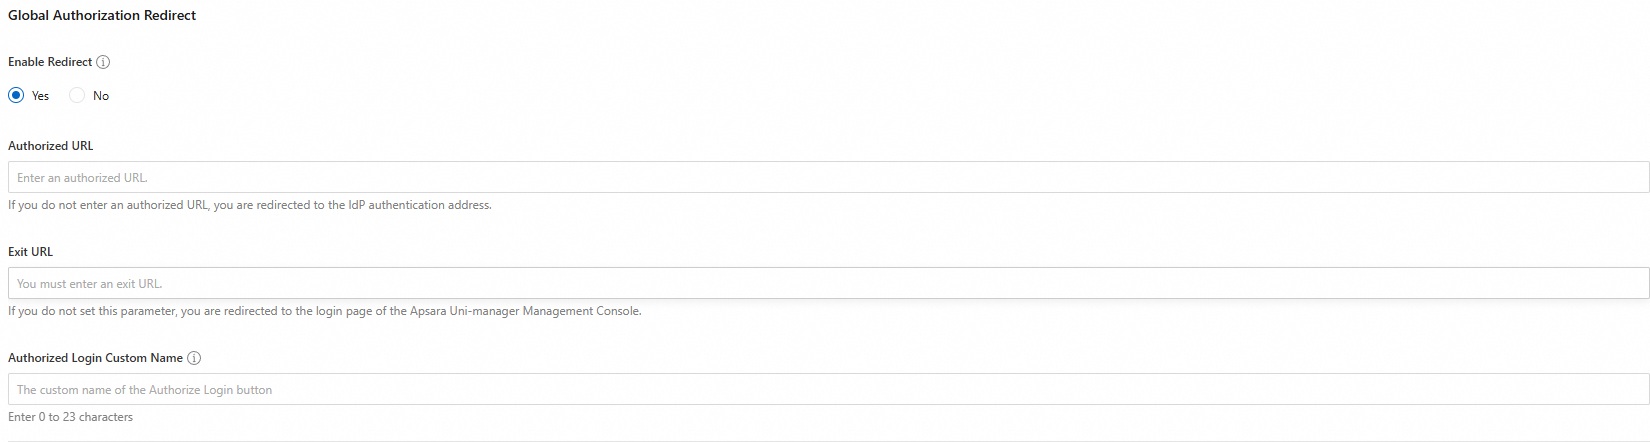 Global Authorization Redirect
Enable Redirect
Yes No
Authorized URL
Enter an authorized URL.
If you do not enter an authorized URL, you are redirected to the IdP authentication address.
Exit URL
You must enter an exit URL.
If you do not set this parameter, you are redirected to the login page of the Apsara Uni-manager Management Console.
Authorized Login Custom Name
The custom name of the Authorize Login button
Enter 0 to 23 characters